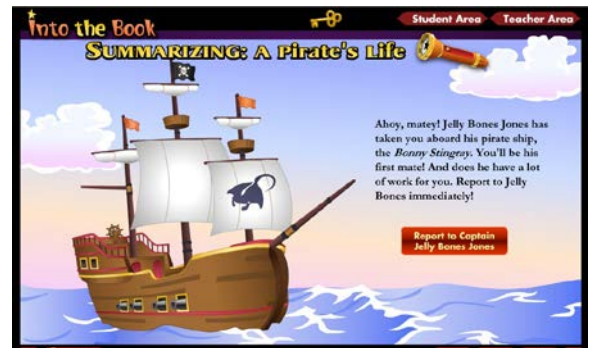 Into the Book
Student Area
Teacher Area
Summarizing: A Pirate's Life
Ahoy, matey! Jelly Bones Jones has
taken you aboard his pirate ship,
the Bonny Stingray. You'll be his
first mate! And does he have a lot
of work for you. Report to Jelly
Bones immediately!
Report to Captain
Jelly Bones Jones